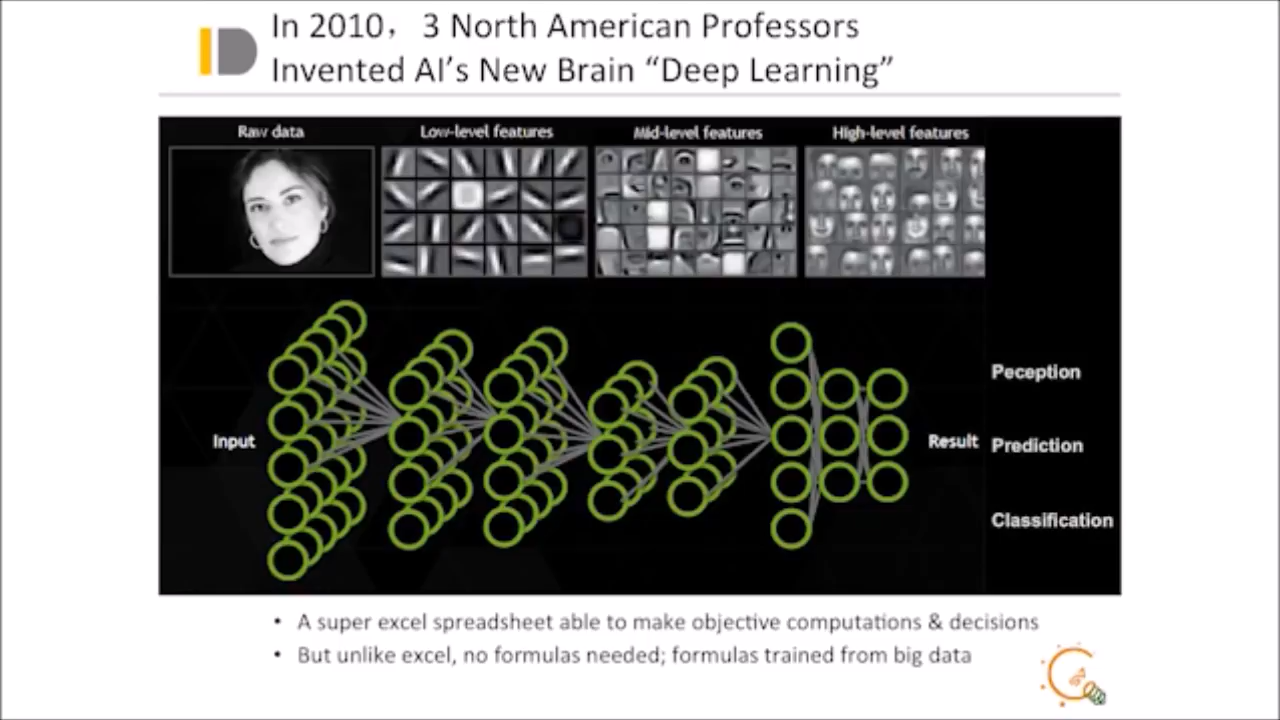 In 2010， 3 North American Professors
Invented AI’s New Brain “Deep Learning”
Raw data
Low-level features
Mid-level features
High-level features
Input
Result
Peception
Prediction
Classification
• A super excel spreadsheet able to make objective computations & decisions
• But unlike excel, no formulas needed; formulas trained from big data